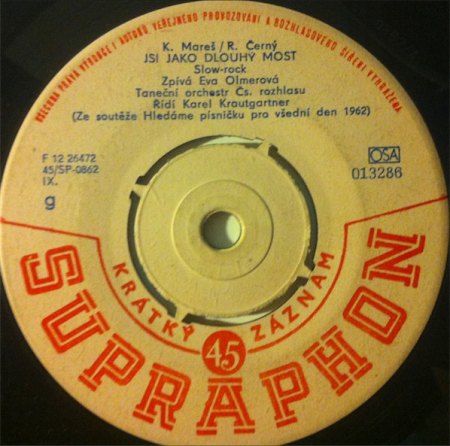 VŠECHNA PRÁVA VÝROBCE I AUTORŮ VEŘEJNÉHO PROVOZOVÁNÍ A ROZHLASOVÉHO ŠÍŘENÍ VYHRAŽENA
K. Mareš / R. Černý
JSI JAKO DLOUHÝ MOST
Slow-rock
Zpívá Eva Olmerová
Taneční orchestr Čs. rozhlasu
Řídí Karel Krautgartner
(Ze soutěže Hledáme písničku pro všední den 1962)
F 12 26472
45/SP-0862
IX.
g
OSA
013286
KRÁTKÝ 45 ZÁZNAM
SUPRAPHON